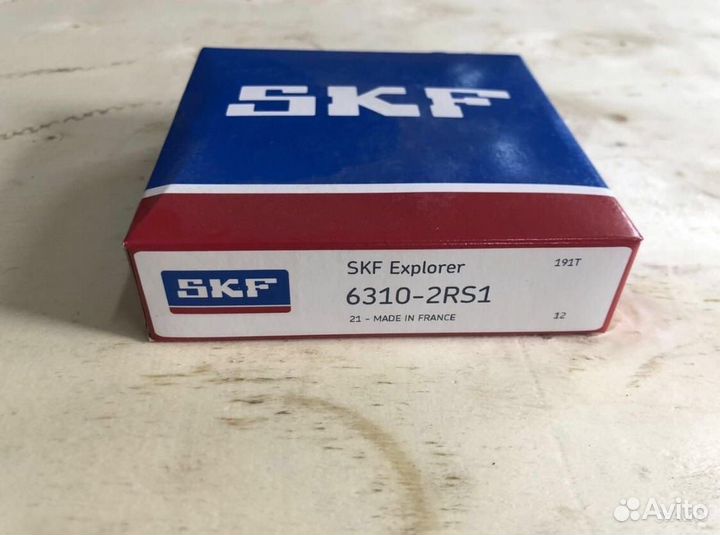 SKF
SKF
SKF Explorer
191T
6310-2RS1
21 - MADE IN FRANCE
12
Avito